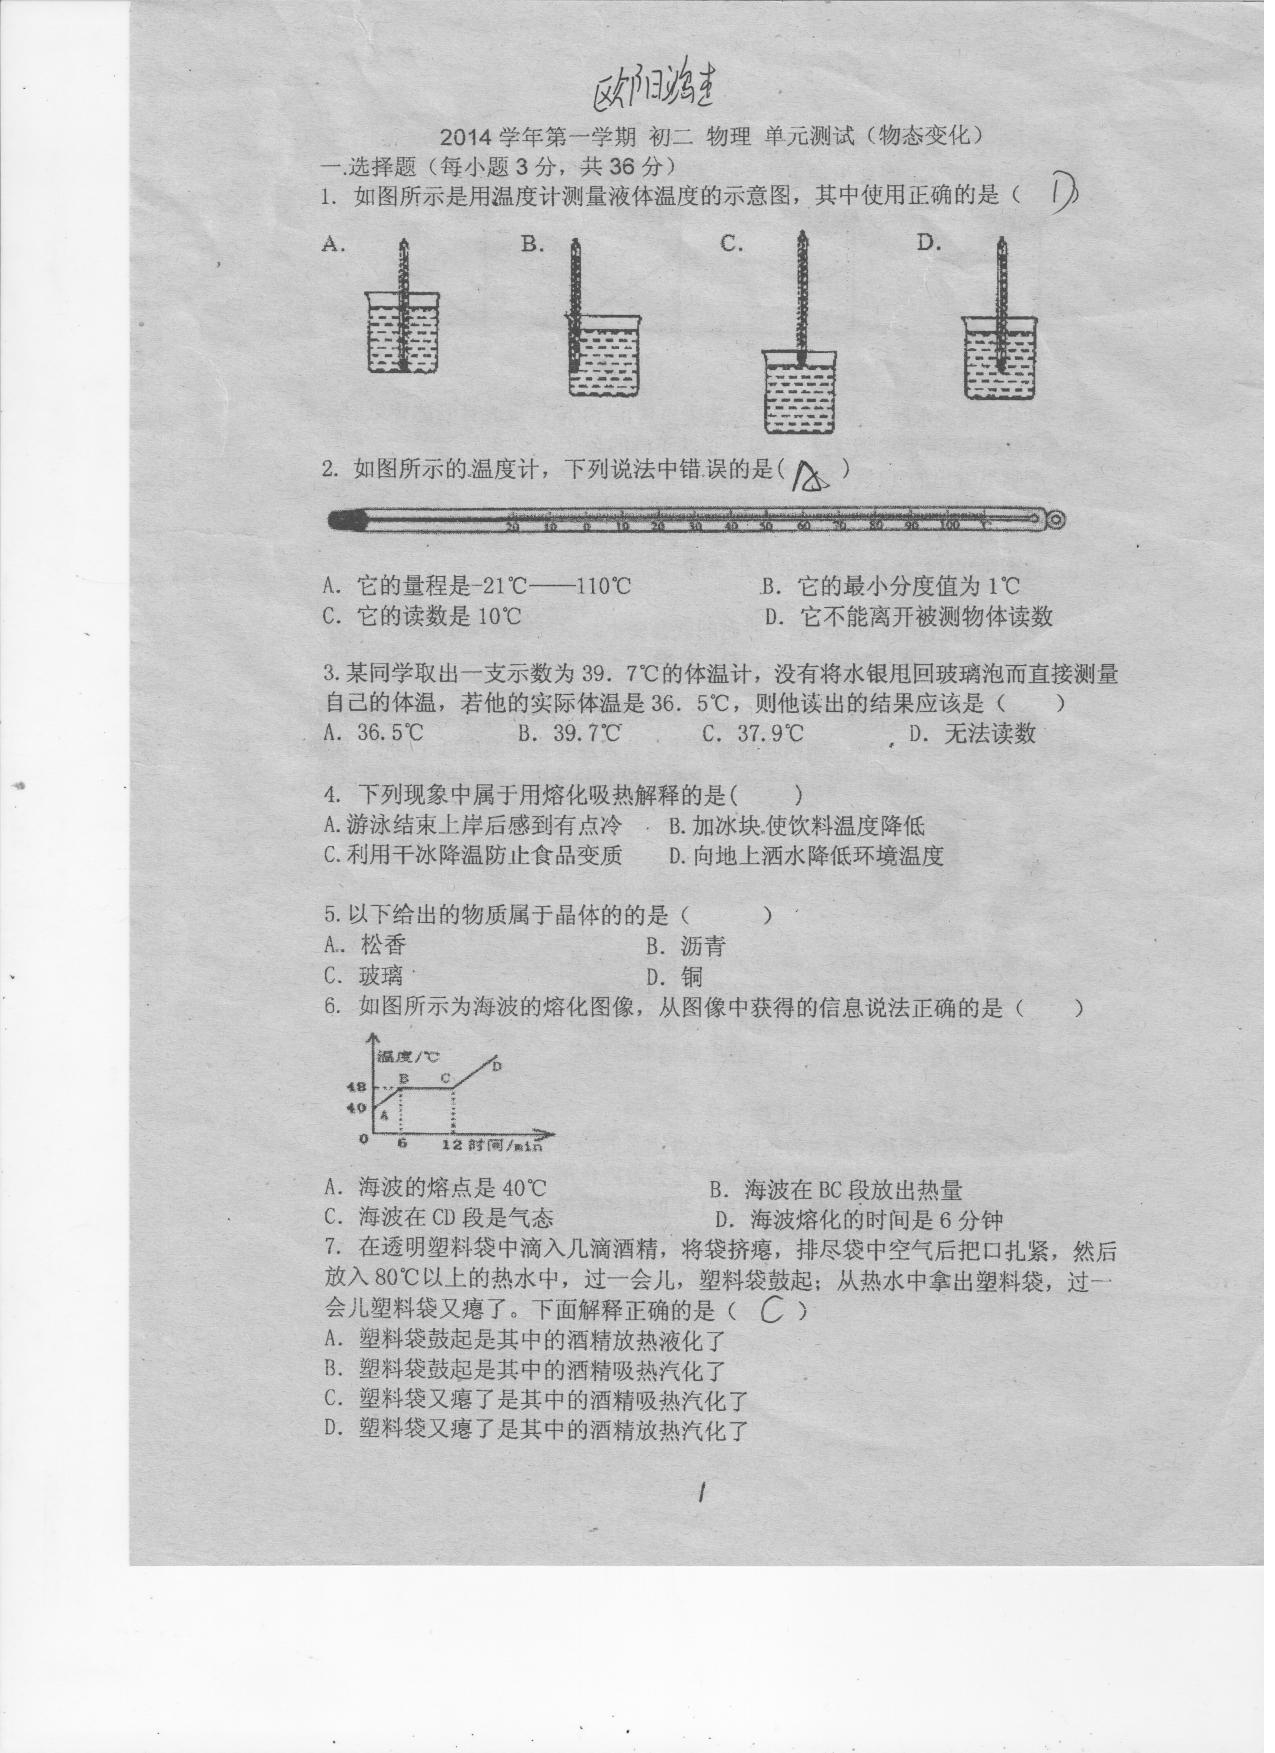 欧阳鸿奎
2014学年第一学期 初二 物理 单元测试（物态变化）
一.选择题（每小题3分，共36分）
1. 如图所示是用温度计测量液体温度的示意图，其中使用正确的是（ D ）
A. B. C. D.
2. 如图所示的温度计，下列说法中错误的是( A )
20 10 0 10 20 30 40 50 60 70 80 90 100 ℃
A. 它的量程是-21℃——110℃ B. 它的最小分度值为1℃
C. 它的读数是10℃ D. 它不能离开被测物体读数
3.某同学取出一支示数为39．7℃的体温计，没有将水银甩回玻璃泡而直接测量
自己的体温，若他的实际体温是36．5℃，则他读出的结果应该是（ ）
A. 36.5℃ B. 39.7℃ C. 37.9℃ D. 无法读数
4. 下列现象中属于用熔化吸热解释的是( )
A.游泳结束上岸后感到有点冷 B.加冰块使饮料温度降低
C.利用干冰降温防止食品变质 D.向地上洒水降低环境温度
5.以下给出的物质属于晶体的的是（ ）
A.. 松香 B. 沥青
C. 玻璃 D. 铜
6. 如图所示为海波的熔化图像，从图像中获得的信息说法正确的是（ ）
温度/℃
B C D
48
40 A
0 6 12 时间/min
A. 海波的熔点是40℃ B. 海波在BC段放出热量
C. 海波在CD段是气态 D. 海波熔化的时间是6分钟
7. 在透明塑料袋中滴入几滴酒精，将袋挤瘪，排尽袋中空气后把口扎紧，然后
放入80℃以上的热水中，过一会儿，塑料袋鼓起；从热水中拿出塑料袋，过一
会儿塑料袋又瘪了。下面解释正确的是（ C ）
A. 塑料袋鼓起是其中的酒精放热液化了
B. 塑料袋鼓起是其中的酒精吸热汽化了
C. 塑料袋又瘪了是其中的酒精吸热汽化了
D. 塑料袋又瘪了是其中的酒精放热汽化了
1